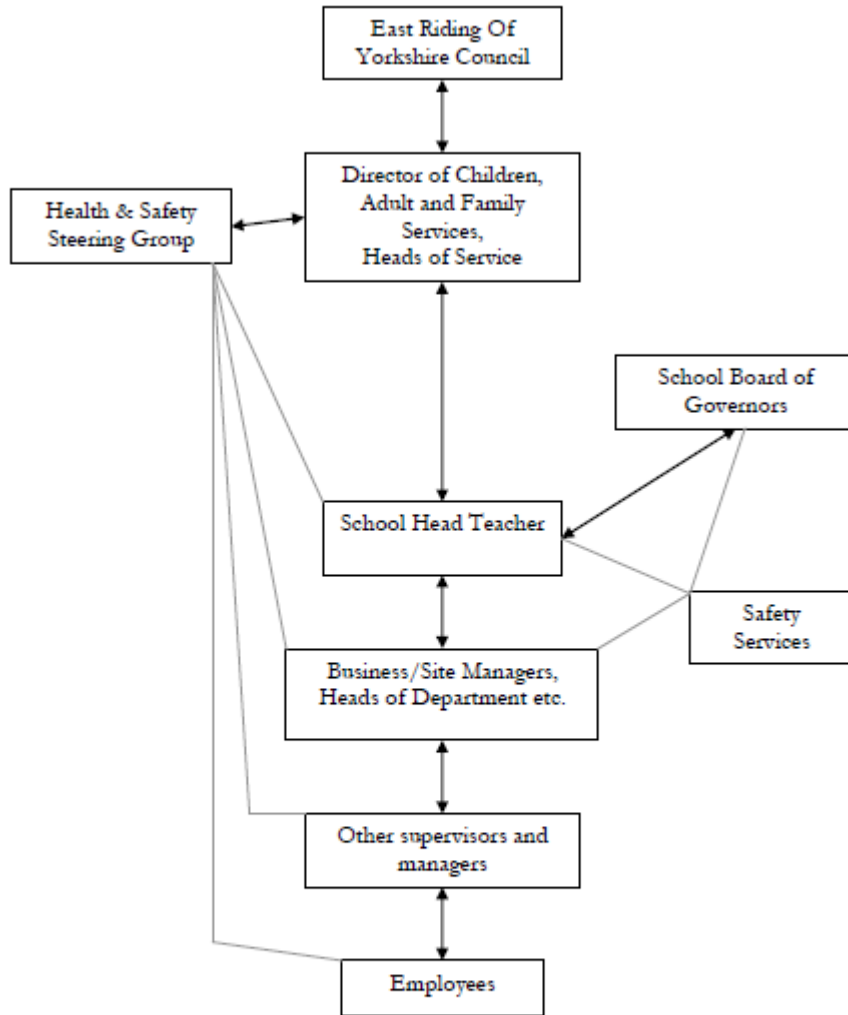 East Riding Of
Yorkshire Council
Director of Children,
Adult and Family
Services,
Heads of Service
Health & Safety
Steering Group
School Board of
Governors
School Head Teacher
Safety
Services
Business/Site Managers,
Heads of Department etc.
Other supervisors and
managers
Employees